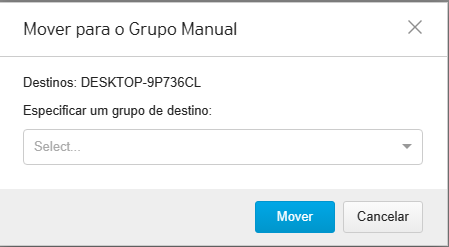 Mover para o Grupo Manual
Destinos: DESKTOP-9P736CL
Especificar um grupo de destino:
Select...
Mover
Cancelar